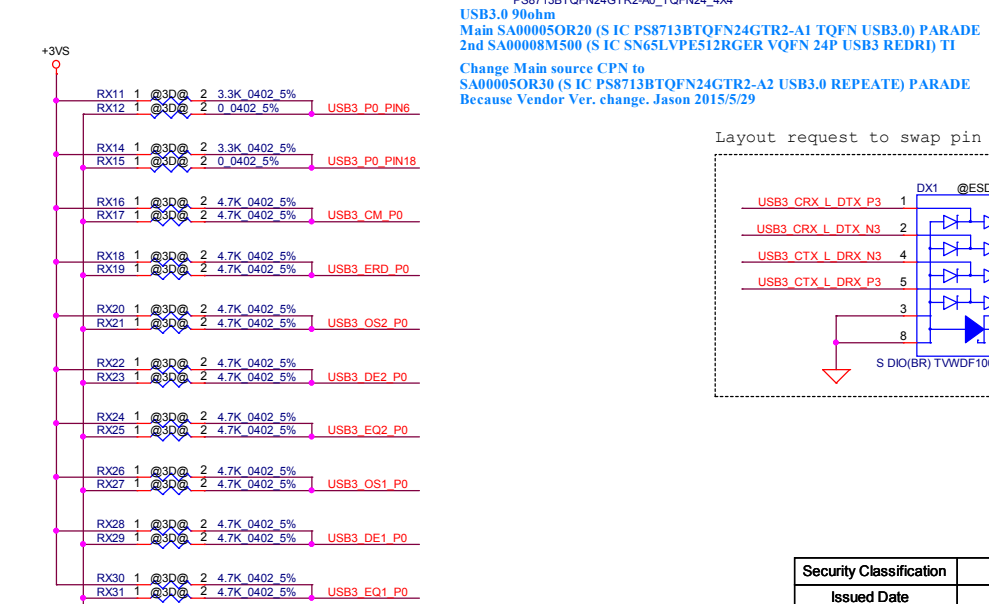 PS8713BTQFN24GTR2-A0_TQFN24_4X4
USB3.0 90ohm
Main SA00005OR20 (S IC PS8713BTQFN24GTR2-A1 TQFN USB3.0) PARADE
2nd SA00008M500 (S IC SN65LVPE512RGER VQFN 24P USB3 REDRI) TI
Change Main source CPN to
SA00005OR30 (S IC PS8713BTQFN24GTR2-A2 USB3.0 REPEATE) PARADE
Because Vendor Ver. change. Jason 2015/5/29
+3VS
RX11 1 @3D@ 2 3.3K_0402_5%
RX12 1 @3D@ 2 0_0402_5% USB3_P0_PIN6
RX14 1 @3D@ 2 3.3K_0402_5%
RX15 1 @3D@ 2 0_0402_5% USB3_P0_PIN18
RX16 1 @3D@ 2 4.7K_0402_5%
RX17 1 @3D@ 2 4.7K_0402_5% USB3_CM_P0
RX18 1 @3D@ 2 4.7K_0402_5%
RX19 1 @3D@ 2 4.7K_0402_5% USB3_ERD_P0
RX20 1 @3D@ 2 4.7K_0402_5%
RX21 1 @3D@ 2 4.7K_0402_5% USB3_OS2_P0
RX22 1 @3D@ 2 4.7K_0402_5%
RX23 1 @3D@ 2 4.7K_0402_5% USB3_DE2_P0
RX24 1 @3D@ 2 4.7K_0402_5%
RX25 1 @3D@ 2 4.7K_0402_5% USB3_EQ2_P0
RX26 1 @3D@ 2 4.7K_0402_5%
RX27 1 @3D@ 2 4.7K_0402_5% USB3_OS1_P0
RX28 1 @3D@ 2 4.7K_0402_5%
RX29 1 @3D@ 2 4.7K_0402_5% USB3_DE1_P0
RX30 1 @3D@ 2 4.7K_0402_5%
RX31 1 @3D@ 2 4.7K_0402_5% USB3_EQ1_P0
Layout request to swap pin
DX1 @ESD
USB3_CRX_L_DTX_P3 1
USB3_CRX_L_DTX_N3 2
USB3_CTX_L_DRX_N3 4
USB3_CTX_L_DRX_P3 5
3
8
S DIO(BR) TVWDF100
Security Classification
Issued Date